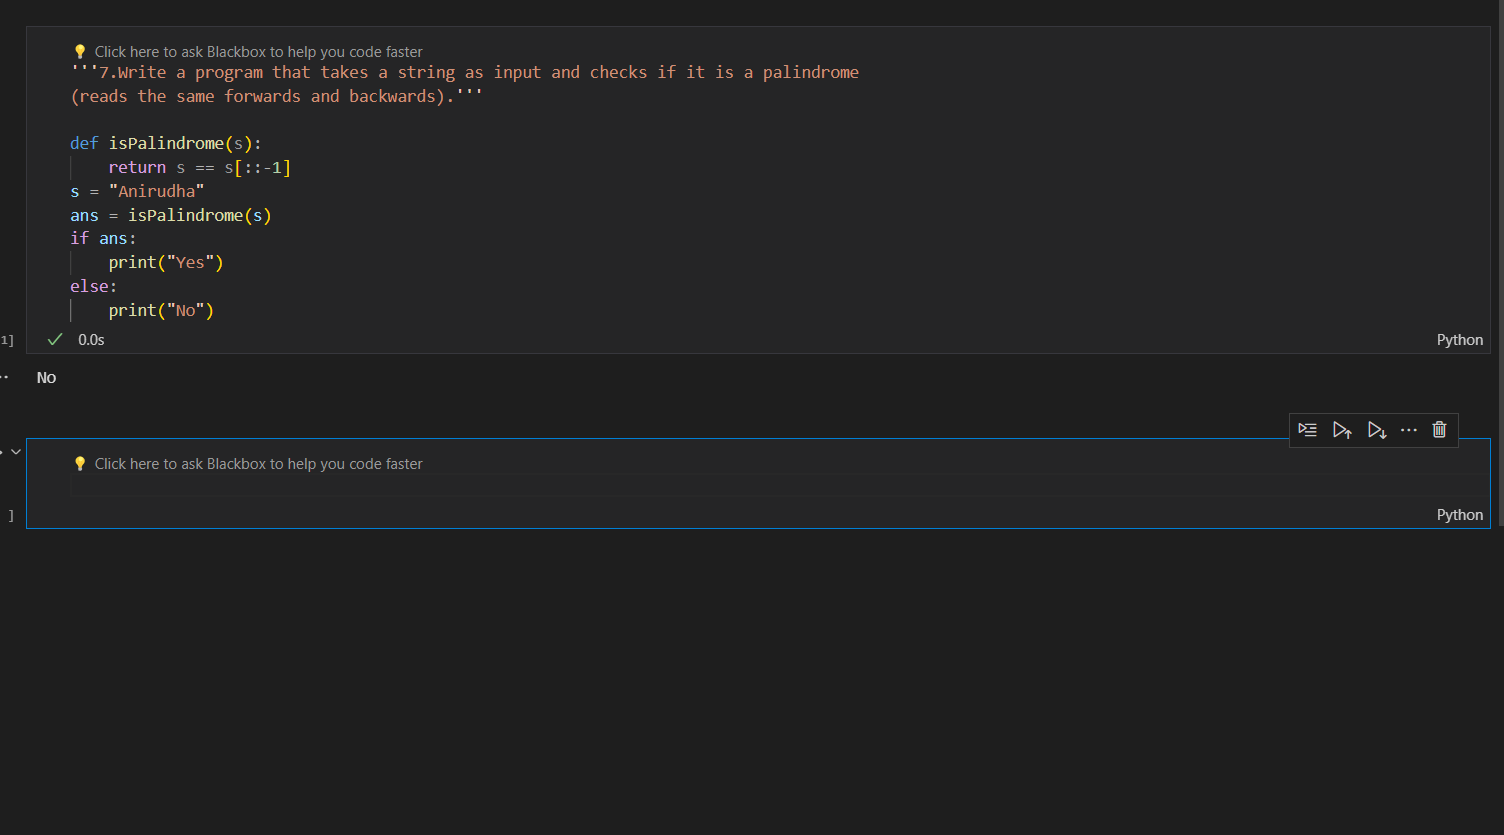 Click here to ask Blackbox to help you code faster
'''7.Write a program that takes a string as input and checks if it is a palindrome
(reads the same forwards and backwards).'''
def isPalindrome(s):
    return s == s[::-1]
s = "Anirudha"
ans = isPalindrome(s)
if ans:
    print("Yes")
else:
    print("No")
1]
0.0s
Python
No
Click here to ask Blackbox to help you code faster
]
Python